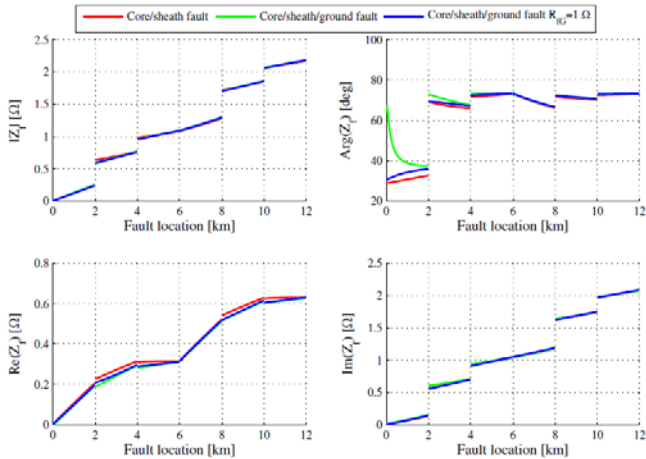 Core/sheath fault Core/sheath/ground fault Core/sheath/ground fault R_fG=1 Ω
2.5
2
1.5
1
0.5
0
|Z_f| [Ω]
0 2 4 6 8 10 12
Fault location [km]
100
80
60
40
20
Arg(Z_f) [deg]
0 2 4 6 8 10 12
Fault location [km]
0.8
0.6
0.4
0.2
0
Re(Z_f) [Ω]
0 2 4 6 8 10 12
Fault location [km]
2.5
2
1.5
1
0.5
0
Im(Z_f) [Ω]
0 2 4 6 8 10 12
Fault location [km]